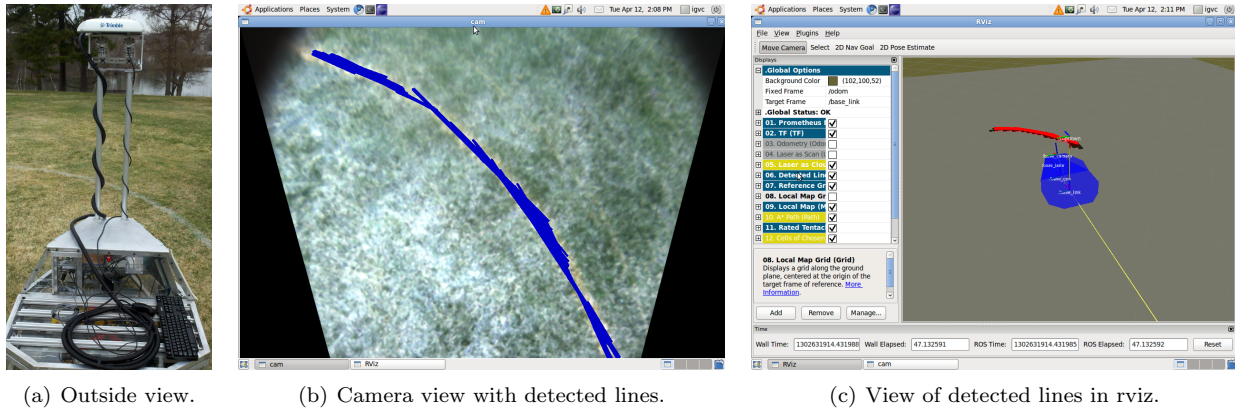 Trimble
Applications Places System
Tue Apr 12, 2:08 PM igvc
cam
cam
RViz
Applications Places System
Tue Apr 12, 2:11 PM igvc
RViz
File View Plugins Help
Move Camera Select 2D Nav Goal 2D Pose Estimate
Displays
.Global Options
Background Color (102,100,52)
Fixed Frame /odom
Target Frame /base_link
.Global Status: OK
01. Prometheus
02. TF (TF)
03. Odometry (Odo
04. Laser as Scan (L
05. Laser as Clou
06. Detected Line
07. Reference Gr
08. Local Map Gr
09. Local Map (M
10. A* Path (Path)
11. Rated Tentac
12. Cells of Chosen
08. Local Map Grid (Grid)
Displays a grid along the ground
plane, centered at the origin of the
target frame of reference. More
Information.
Add Remove Manage...
base_link
Time
Wall Time: 1302631914.431988 Wall Elapsed: 47.132591 ROS Time: 1302631914.431985 ROS Elapsed: 47.132592 Reset
RViz
cam
(a) Outside view.
(b) Camera view with detected lines.
(c) View of detected lines in rviz.